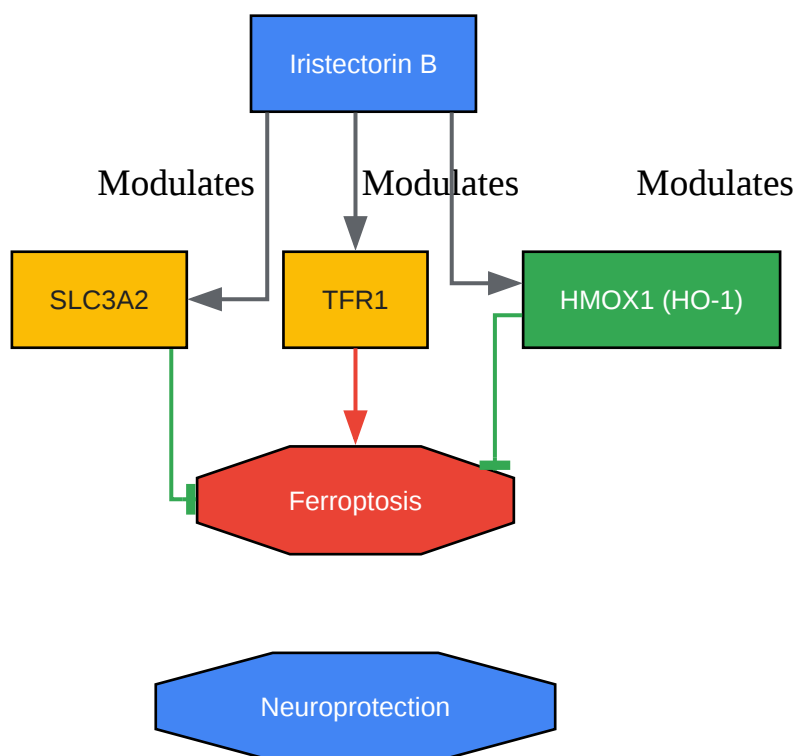 Iristectorin B
Modulates
Modulates
Modulates
SLC3A2
TFR1
HMOX1 (HO-1)
Ferroptosis
Neuroprotection